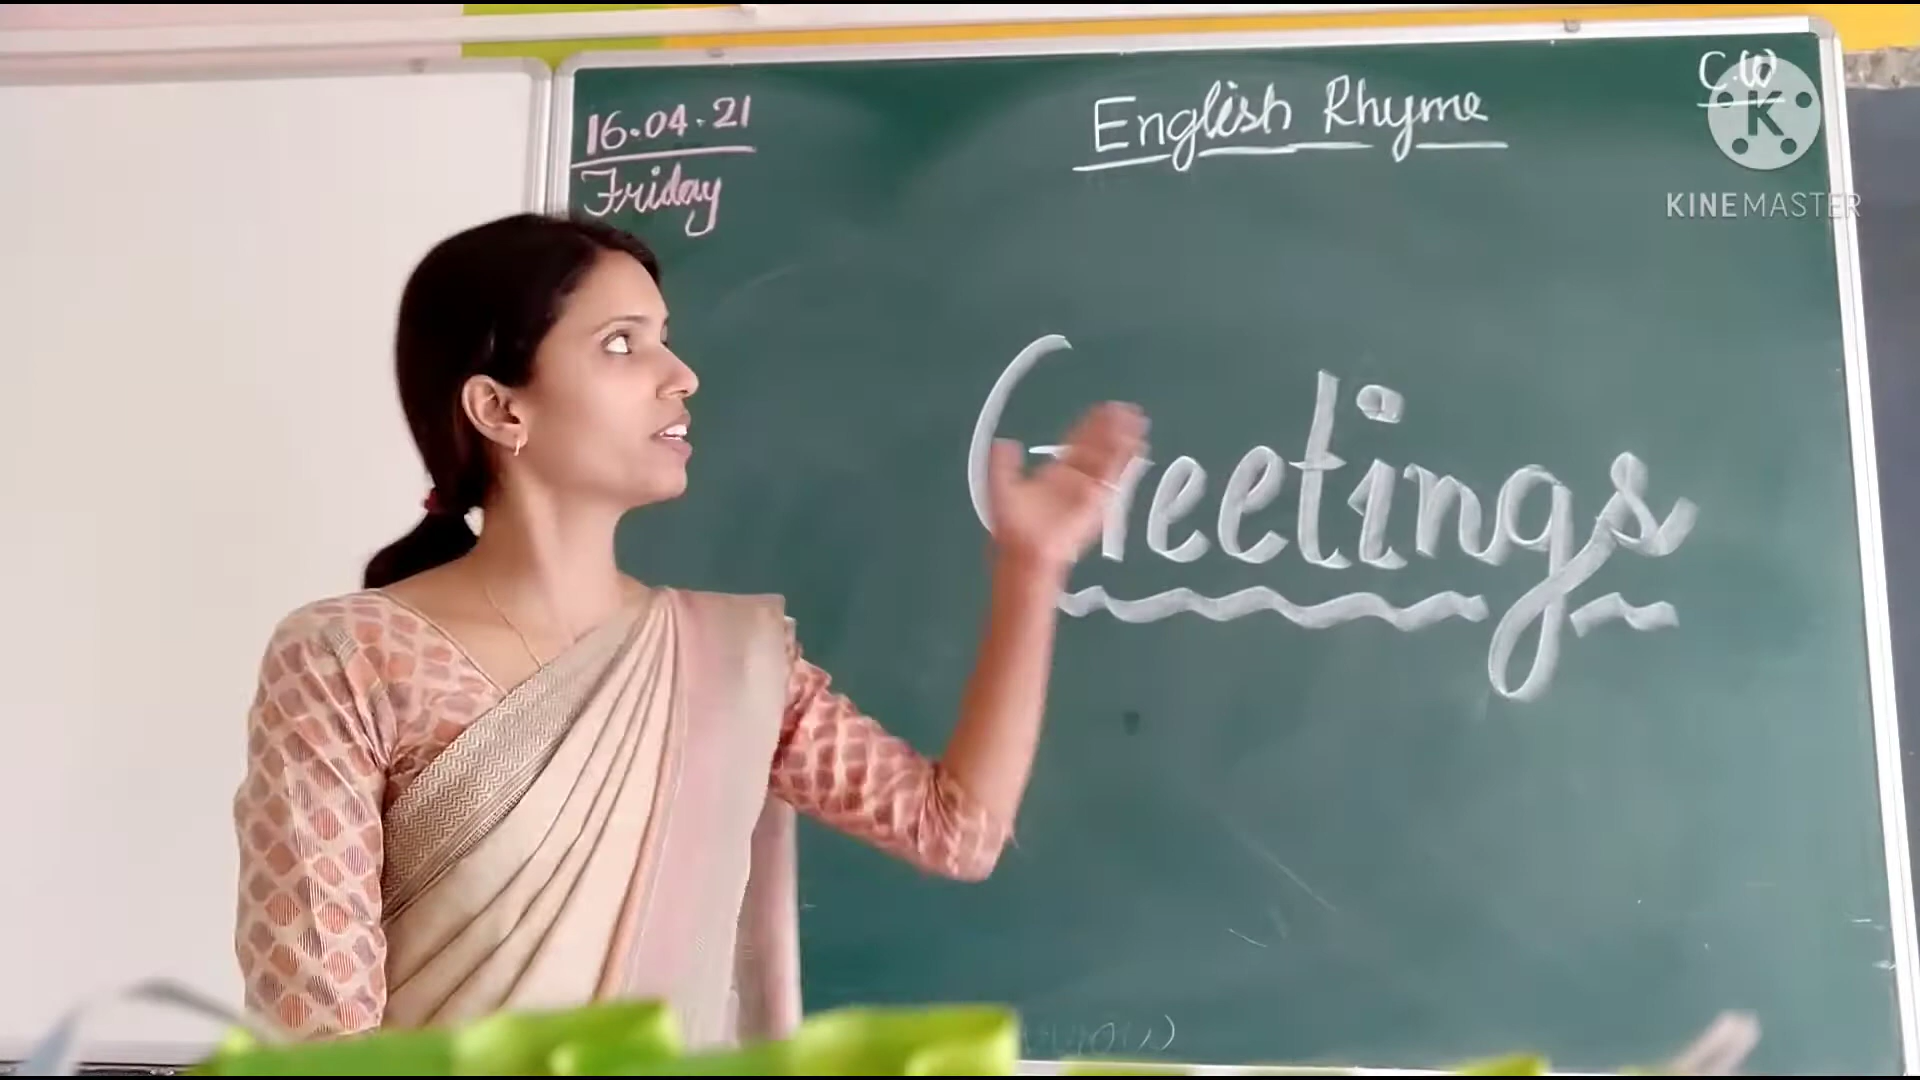 16.04.21
Friday
English Rhyme
C.W
KINEMASTER
Greetings